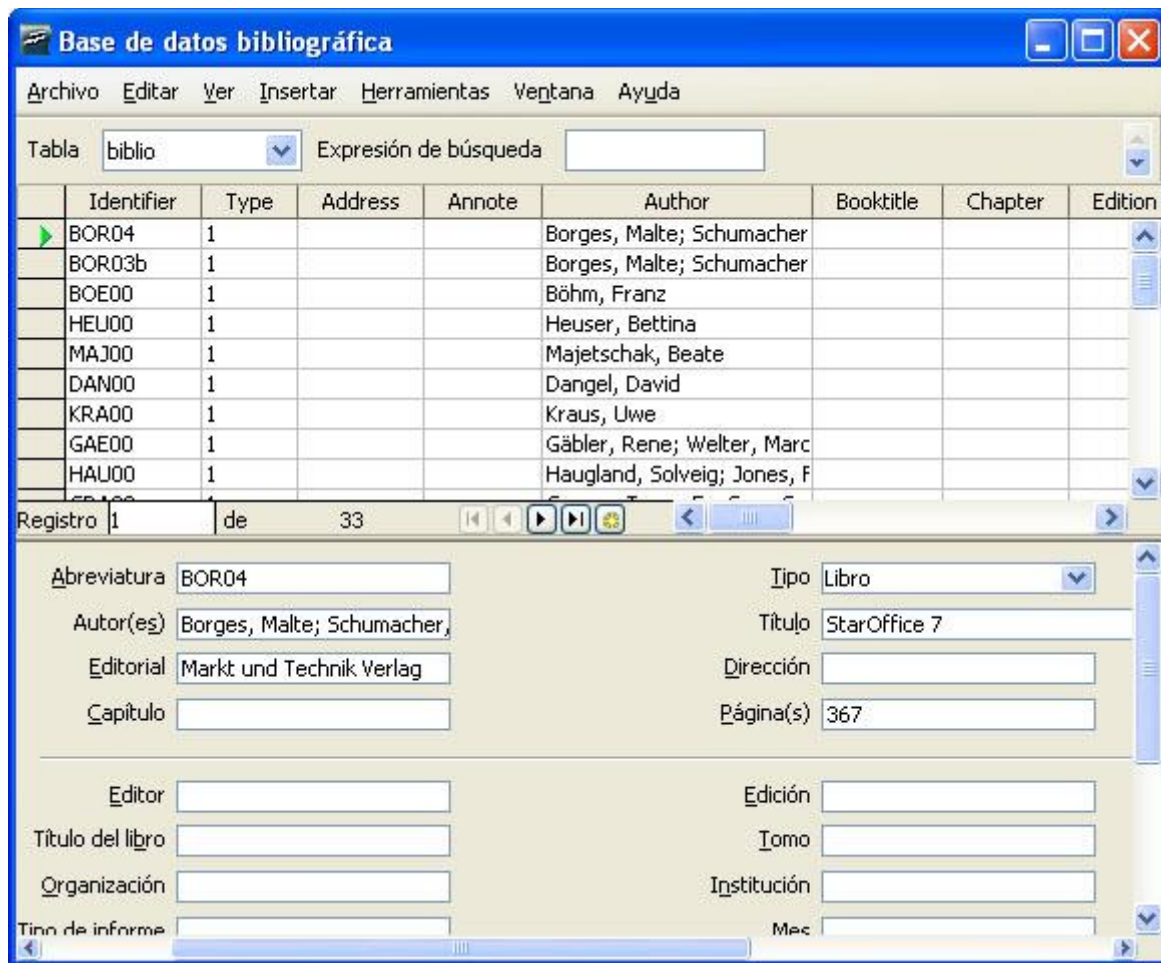 Base de datos bibliográfica
Archivo Editar Ver Insertar Herramientas Ventana Ayuda
Tabla biblio Expresión de búsqueda
Identifier Type Address Annote Author Booktitle Chapter Edition
BOR04 1 Borges, Malte; Schumacher
BOR03b 1 Borges, Malte; Schumacher
BOE00 1 Böhm, Franz
HEU00 1 Heuser, Bettina
MAJ00 1 Majetschak, Beate
DAN00 1 Dangel, David
KRA00 1 Kraus, Uwe
GAE00 1 Gäbler, Rene; Welter, Marc
HAU00 1 Haugland, Solveig; Jones, F
Registro 1 de 33
Abreviatura BOR04 Tipo Libro
Autor(es) Borges, Malte; Schumacher, Título StarOffice 7
Editorial Markt und Technik Verlag Dirección
Capítulo Página(s) 367
Editor Edición
Título del libro Tomo
Organización Institución
Tipo de informe Mes